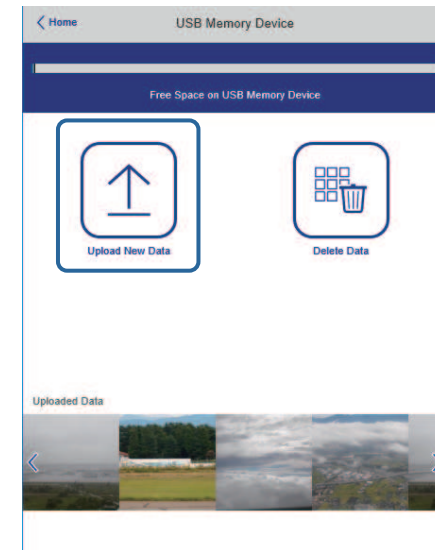 Home
USB Memory Device
Free Space on USB Memory Device
Upload New Data
Delete Data
Uploaded Data